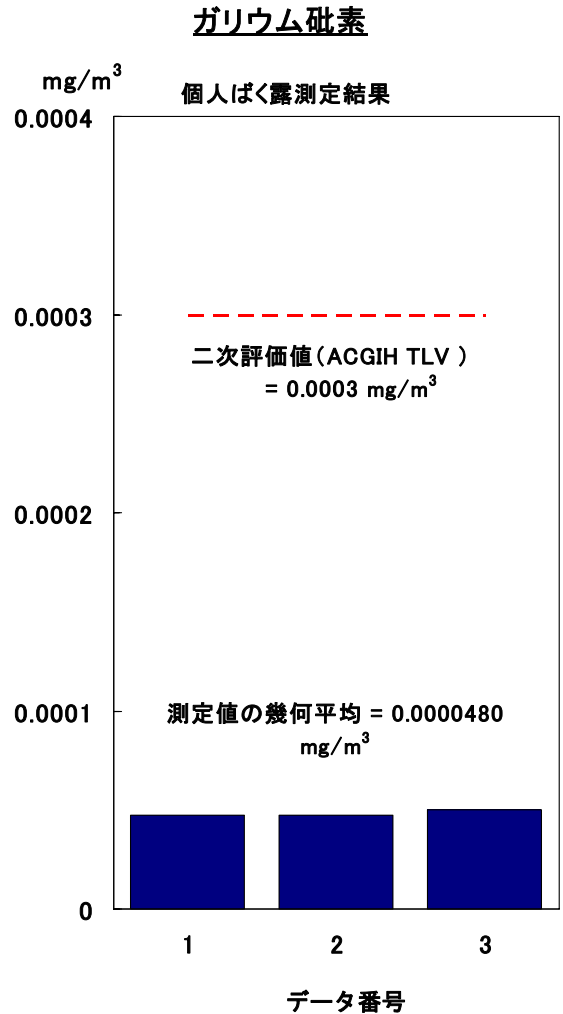 ガリウム砒素
mg/m³
個人ばく露測定結果
0.0004
0.0003
二次評価値(ACGIH TLV )
= 0.0003 mg/m³
0.0002
0.0001
測定値の幾何平均 = 0.0000480
mg/m³
0
1 2 3
データ番号